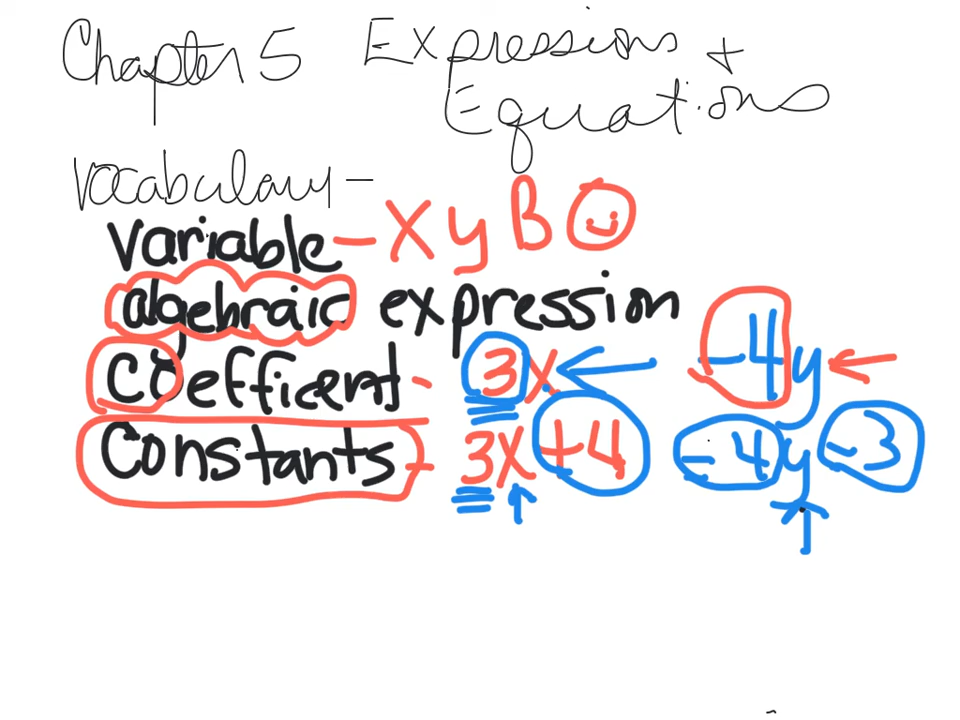 Chapter 5 Expressions +
Equations
Vocabulary -
Variable - X y B
algebraic expression
Coefficent - 3X -4y
Constants - 3X +4 -4y -3